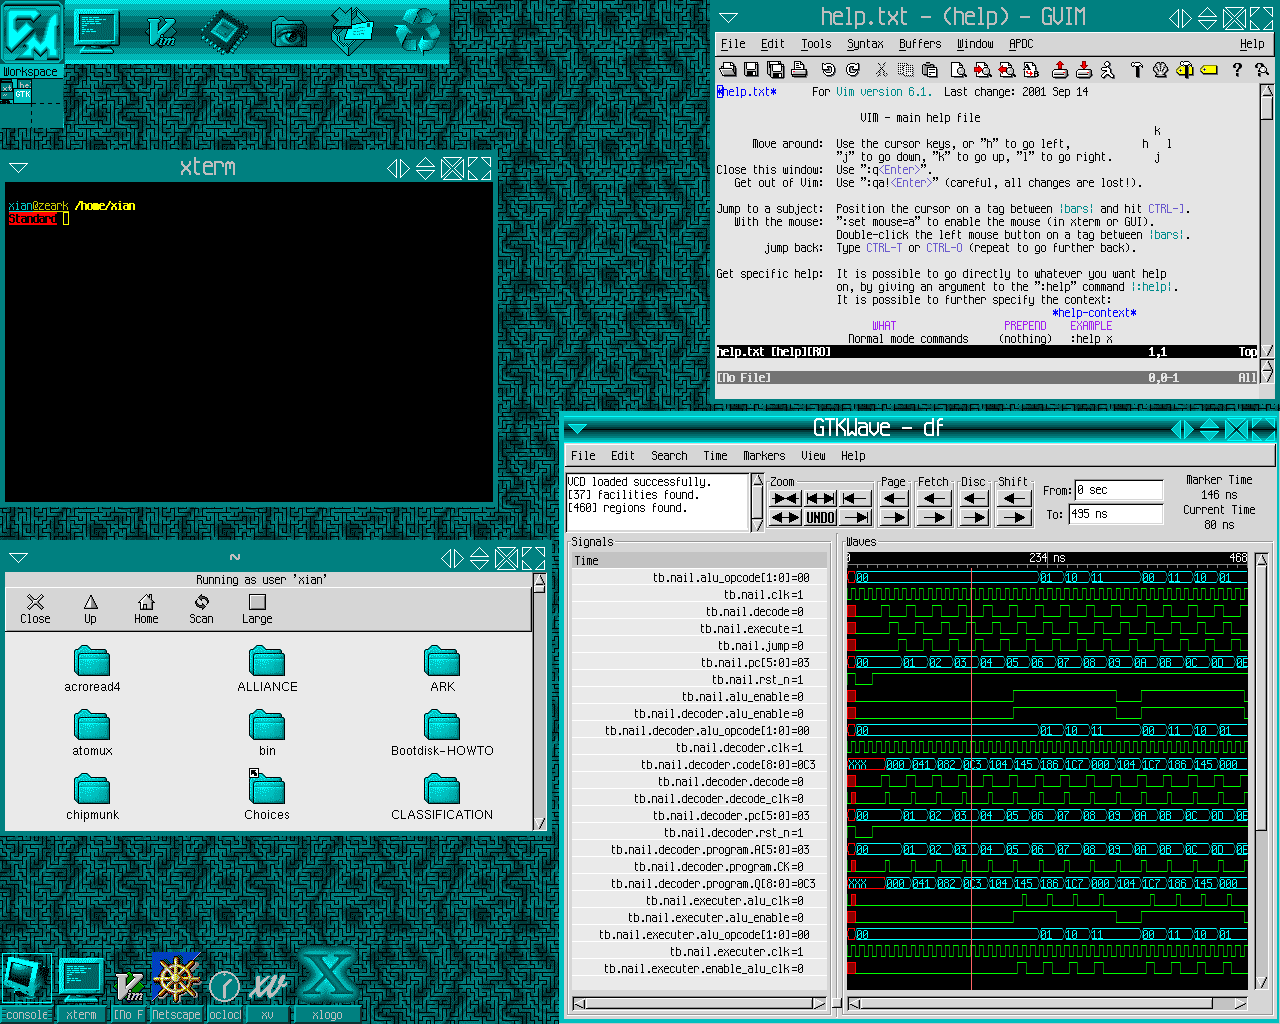 Workspace
xterm
xian@zeark /home/xian
Standard
~
Running as user 'xian'
Close Up Home Scan Large
acroread4 ALLIANCE ARK
atomux bin Bootdisk-HOWTO
chipmunk Choices CLASSIFICATION
console xterm [No F Netscape oclock xv xlogo
help.txt - (help) - GVIM
File Edit Tools Syntax Buffers Window APDC Help
*help.txt* For Vim version 6.1. Last change: 2001 Sep 14
VIM - main help file
k
Move around: Use the cursor keys, or "h" to go left, h l
"j" to go down, "k" to go up, "l" to go right. j
Close this window: Use ":q<Enter>".
Get out of Vim: Use ":qa!<Enter>" (careful, all changes are lost!).
Jump to a subject: Position the cursor on a tag between |bars| and hit CTRL-].
With the mouse: ":set mouse=a" to enable the mouse (in xterm or GUI).
Double-click the left mouse button on a tag between |bars|.
jump back: Type CTRL-T or CTRL-O (repeat to go further back).
Get specific help: It is possible to go directly to whatever you want help
on, by giving an argument to the ":help" command |:help|.
It is possible to further specify the context:
*help-context*
WHAT PREPEND EXAMPLE
Normal mode commands (nothing) :help x
help.txt [help][RO] 1,1 Top
[No File] 0,0-1 All
GTKWave - df
File Edit Search Time Markers View Help
VCD loaded successfully.
[37] facilities found.
[460] regions found.
Zoom Page Fetch Disc Shift
UNDO
From: 0 sec
To: 495 ns
Marker Time
146 ns
Current Time
80 ns
Signals
Time
tb.nail.alu_opcode[1:0]=00
tb.nail.clk=1
tb.nail.decode=0
tb.nail.execute=1
tb.nail.jump=0
tb.nail.pc[5:0]=03
tb.nail.rst_n=1
tb.nail.alu_enable=0
tb.nail.decoder.alu_enable=0
tb.nail.decoder.alu_opcode[1:0]=00
tb.nail.decoder.clk=1
tb.nail.decoder.code[8:0]=0C3
tb.nail.decoder.decode=0
tb.nail.decoder.decode_clk=0
tb.nail.decoder.pc[5:0]=03
tb.nail.decoder.rst_n=1
tb.nail.decoder.program.A[5:0]=03
tb.nail.decoder.program.CK=0
tb.nail.decoder.program.Q[8:0]=0C3
tb.nail.executer.alu_clk=0
tb.nail.executer.alu_enable=0
tb.nail.executer.alu_opcode[1:0]=00
tb.nail.executer.clk=1
tb.nail.executer.enable_alu_clk=0
Waves
234 ns 468
00 01 10 11 00 11 10 01
00 01 02 03 04 05 06 07 08 09 0A 0B 0C 0D 0E
00 01 10 11 00 11 10 01
XXX 000 041 082 0C3 104 145 186 1C7 000 104 1C7 186 145 000
00 01 02 03 04 05 06 07 08 09 0A 0B 0C 0D 0E
00 01 02 03 04 05 06 07 08 09 0A 0B 0C 0D 0E
XXX 000 041 082 0C3 104 145 186 1C7 000 104 1C7 186 145 000
00 01 10 11 00 11 10 01